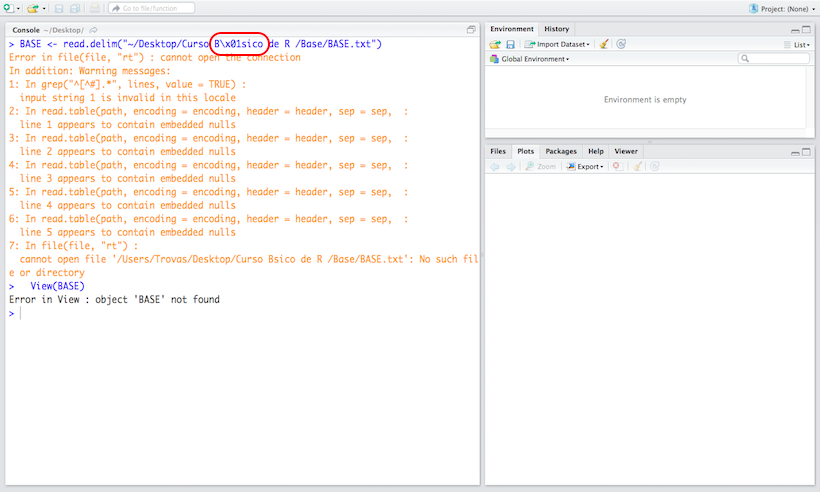 Go to file/function
Project: (None)
Console ~/Desktop/
> BASE <- read.delim("~/Desktop/Curso B\x01sico de R /Base/BASE.txt")
Error in file(file, "rt") : cannot open the connection
In addition: Warning messages:
1: In grep("^[^#].*", lines, value = TRUE) :
  input string 1 is invalid in this locale
2: In read.table(path, encoding = encoding, header = header, sep = sep,  :
  line 1 appears to contain embedded nulls
3: In read.table(path, encoding = encoding, header = header, sep = sep,  :
  line 2 appears to contain embedded nulls
4: In read.table(path, encoding = encoding, header = header, sep = sep,  :
  line 3 appears to contain embedded nulls
5: In read.table(path, encoding = encoding, header = header, sep = sep,  :
  line 4 appears to contain embedded nulls
6: In read.table(path, encoding = encoding, header = header, sep = sep,  :
  line 5 appears to contain embedded nulls
7: In file(file, "rt") :
  cannot open file '/Users/Trovas/Desktop/Curso Bsico de R /Base/BASE.txt': No such fil
e or directory
>   View(BASE)
Error in View : object 'BASE' not found
>
Environment History
Import Dataset
List
Global Environment
Environment is empty
Files Plots Packages Help Viewer
Zoom Export